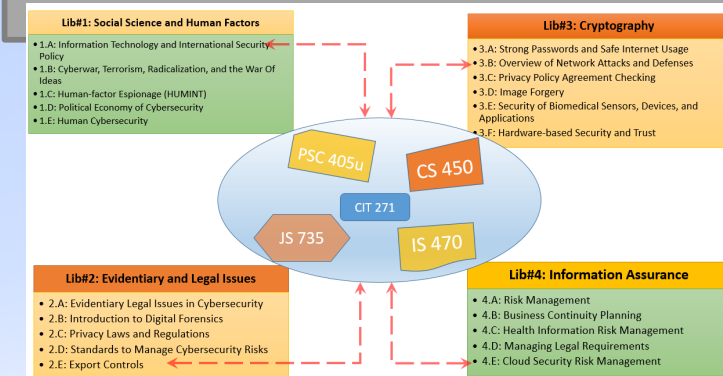 Lib#1: Social Science and Human Factors
• 1.A: Information Technology and International Security
Policy
• 1.B: Cyberwar, Terrorism, Radicalization, and the War Of
Ideas
• 1.C: Human-factor Espionage (HUMINT)
• 1.D: Political Economy of Cybersecurity
• 1.E: Human Cybersecurity
Lib#3: Cryptography
• 3.A: Strong Passwords and Safe Internet Usage
• 3.B: Overview of Network Attacks and Defenses
• 3.C: Privacy Policy Agreement Checking
• 3.D: Image Forgery
• 3.E: Security of Biomedical Sensors, Devices, and
Applications
• 3.F: Hardware-based Security and Trust
PSC 405u
CS 450
CIT 271
JS 735
IS 470
Lib#2: Evidentiary and Legal Issues
• 2.A: Evidentiary Legal Issues in Cybersecurity
• 2.B: Introduction to Digital Forensics
• 2.C: Privacy Laws and Regulations
• 2.D: Standards to Manage Cybersecurity Risks
• 2.E: Export Controls
Lib#4: Information Assurance
• 4.A: Risk Management
• 4.B: Business Continuity Planning
• 4.C: Health Information Risk Management
• 4.D: Managing Legal Requirements
• 4.E: Cloud Security Risk Management